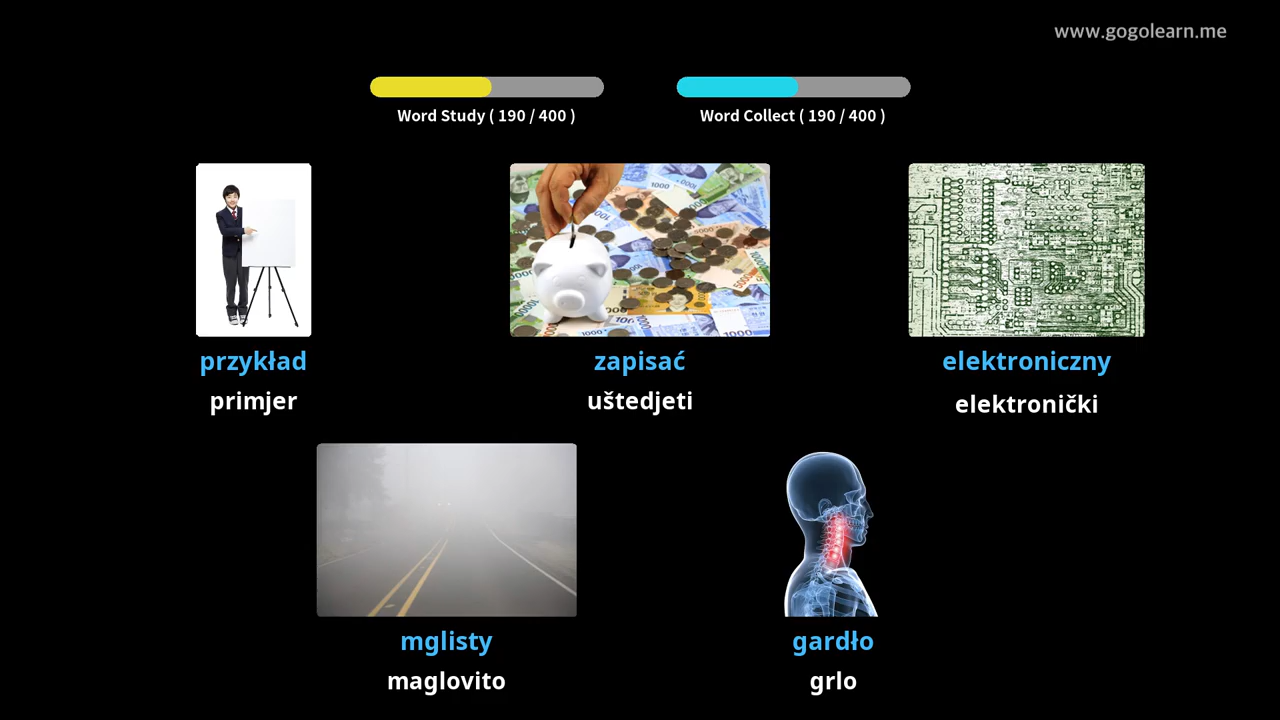 www.gogolearn.me
Word Study ( 190 / 400 )
Word Collect ( 190 / 400 )
przykład
primjer
zapisać
uštedjeti
elektroniczny
elektronički
mglisty
maglovito
gardło
grlo